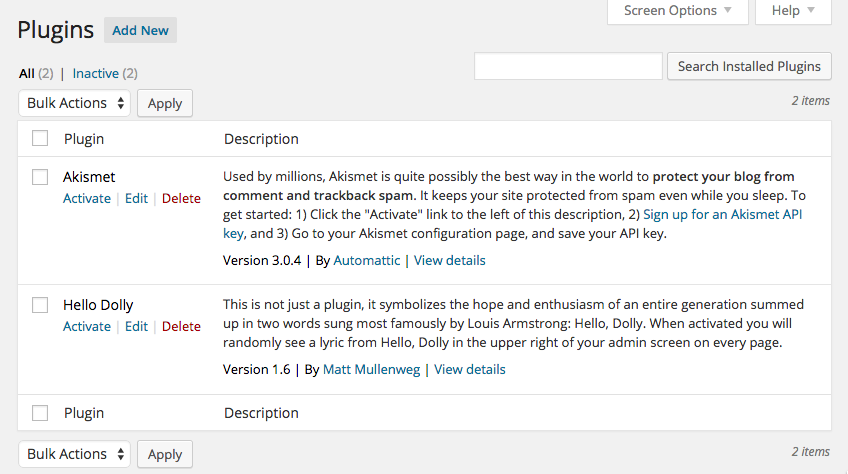 Screen Options Help
Plugins Add New
All (2) | Inactive (2)
Search Installed Plugins
Bulk Actions Apply
2 items
Plugin Description
Akismet
Activate | Edit | Delete
Used by millions, Akismet is quite possibly the best way in the world to protect your blog from
comment and trackback spam. It keeps your site protected from spam even while you sleep. To
get started: 1) Click the "Activate" link to the left of this description, 2) Sign up for an Akismet API
key, and 3) Go to your Akismet configuration page, and save your API key.
Version 3.0.4 | By Automattic | View details
Hello Dolly
Activate | Edit | Delete
This is not just a plugin, it symbolizes the hope and enthusiasm of an entire generation summed
up in two words sung most famously by Louis Armstrong: Hello, Dolly. When activated you will
randomly see a lyric from Hello, Dolly in the upper right of your admin screen on every page.
Version 1.6 | By Matt Mullenweg | View details
Plugin Description
Bulk Actions Apply
2 items